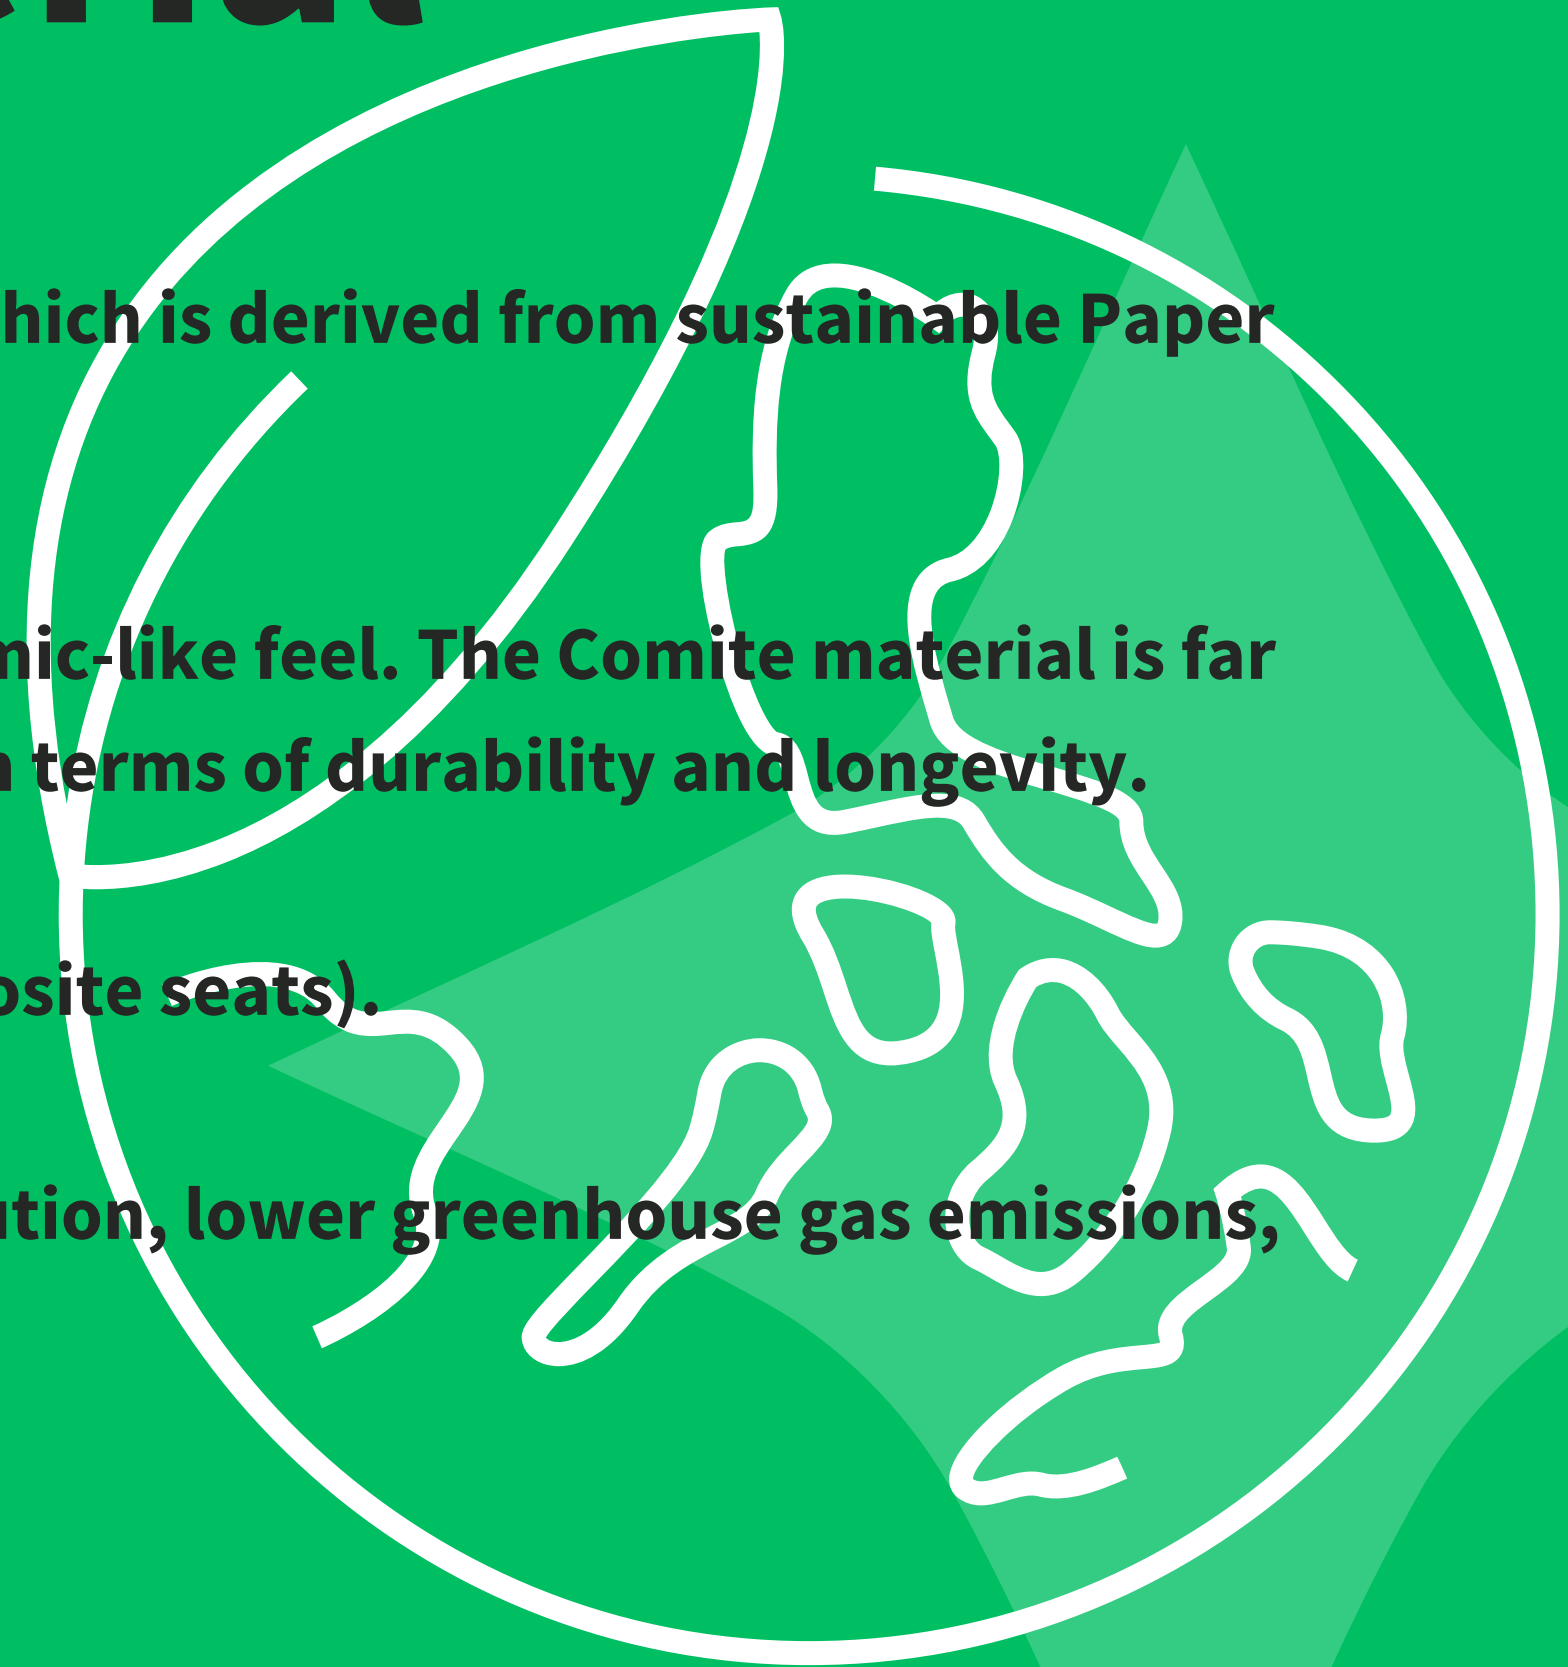 hich is derived from sustainable Paper
mic-like feel. The Comite material is far
n terms of durability and longevity.
osite seats).
ution, lower greenhouse gas emissions,